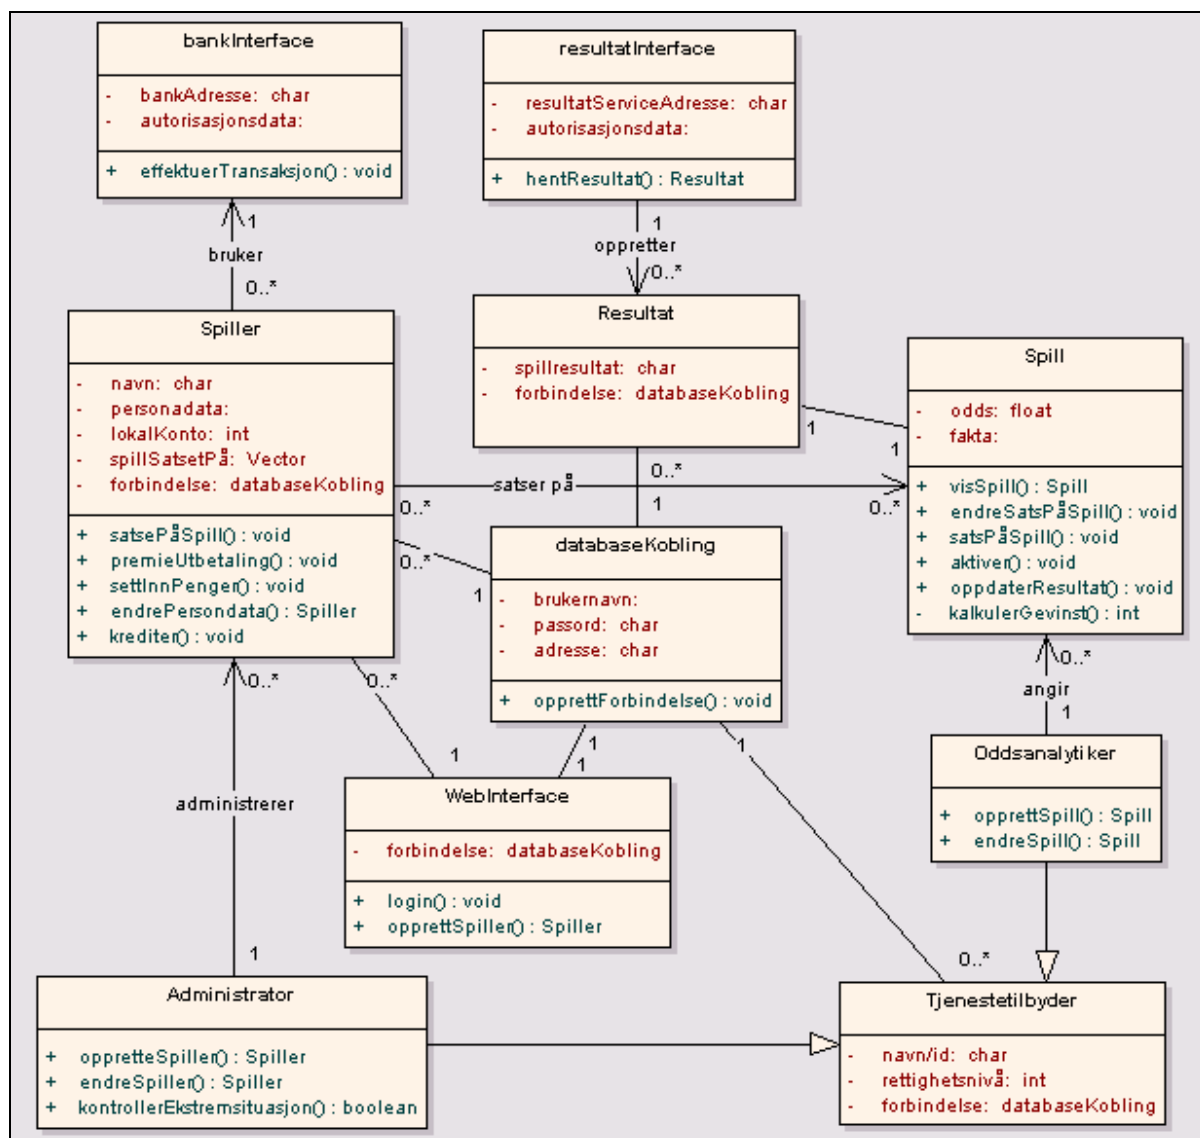 bankInterface
- bankAdresse: char
- autorisasjonsdata:
+ effektuerTransaksjon() : void
resultatInterface
- resultatServiceAdresse: char
- autorisasjonsdata:
+ hentResultat() : Resultat
1
bruker
0..*
1
oppretter
0..*
Spiller
- navn: char
- personadata:
- lokalKonto: int
- spillSatsetPå: Vector
- forbindelse: databaseKobling
+ satsePåSpill() : void
+ premieUtbetaling() : void
+ settInnPenger() : void
+ endrePersondata() : Spiller
+ krediter() : void
Resultat
- spillresultat: char
- forbindelse: databaseKobling
Spill
- odds: float
- fakta:
+ visSpill() : Spill
+ endreSatsPåSpill() : void
+ satsPåSpill() : void
+ aktiver() : void
+ oppdaterResultat() : void
- kalkulerGevinst() : int
1
1
0..*
satser på
0..*
0..*
1
0..*
1
databaseKobling
- brukernavn:
- passord: char
- adresse: char
+ opprettForbindelse() : void
0..*
0..*
0..*
angir
1
1
1
1
1
Oddsanalytiker
+ opprettSpill() : Spill
+ endreSpill() : Spill
WebInterface
- forbindelse: databaseKobling
+ login() : void
+ opprettSpiller() : Spiller
administrerer
1
0..*
Administrator
+ oppretteSpiller() : Spiller
+ endreSpiller() : Spiller
+ kontrollerEkstremsituasjon() : boolean
Tjenestetilbyder
- navn/id: char
- rettighetsnivå: int
- forbindelse: databaseKobling